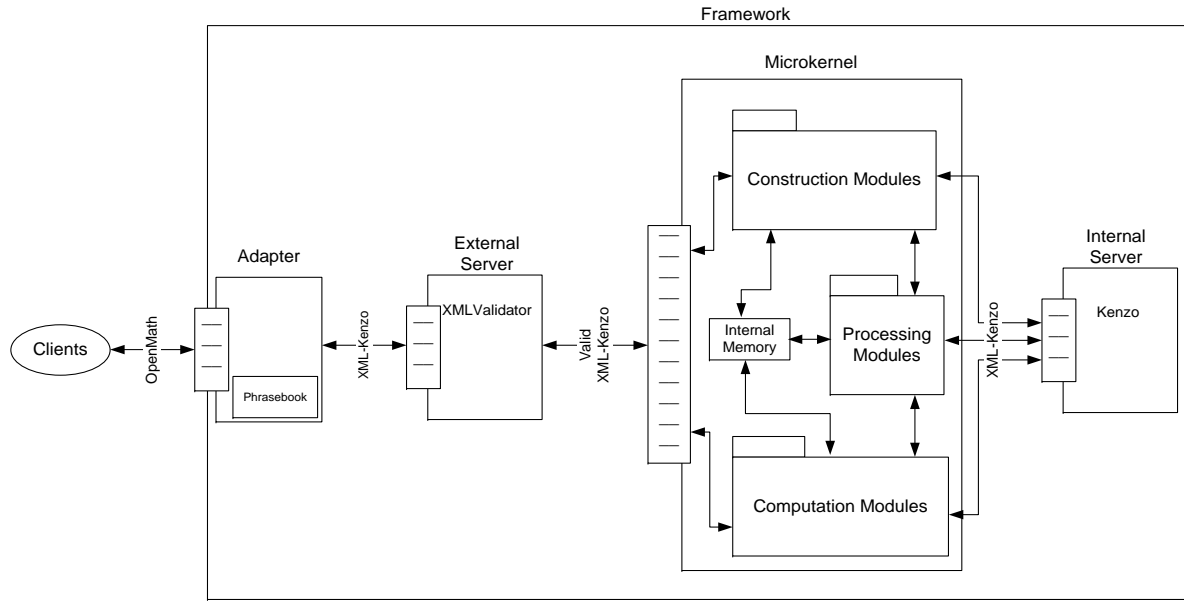 Framework
Microkernel
Construction Modules
External
Server
Internal
Server
Adapter
XMLValidator
Kenzo
Clients
OpenMath
XML-Kenzo
Valid
XML-Kenzo
Internal
Memory
Processing
Modules
XML-Kenzo
Phrasebook
Computation Modules